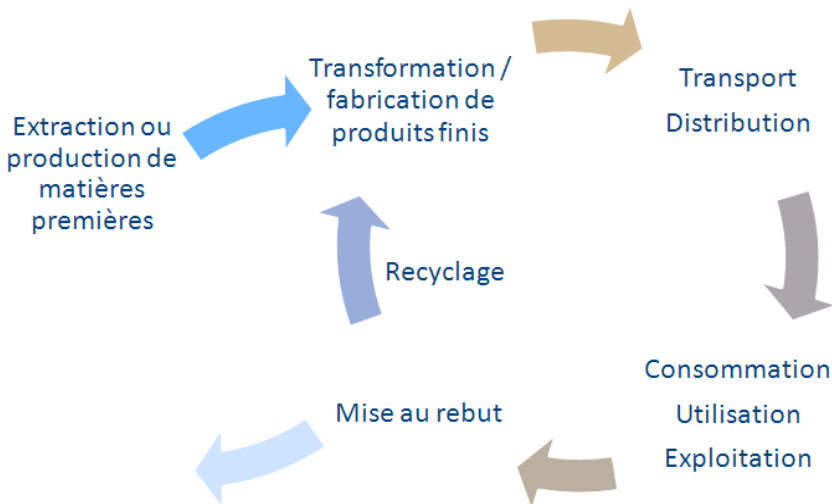 Extraction ou
production de
matières
premières
Transformation /
fabrication de
produits finis
Transport
Distribution
Recyclage
Consommation
Utilisation
Exploitation
Mise au rebut